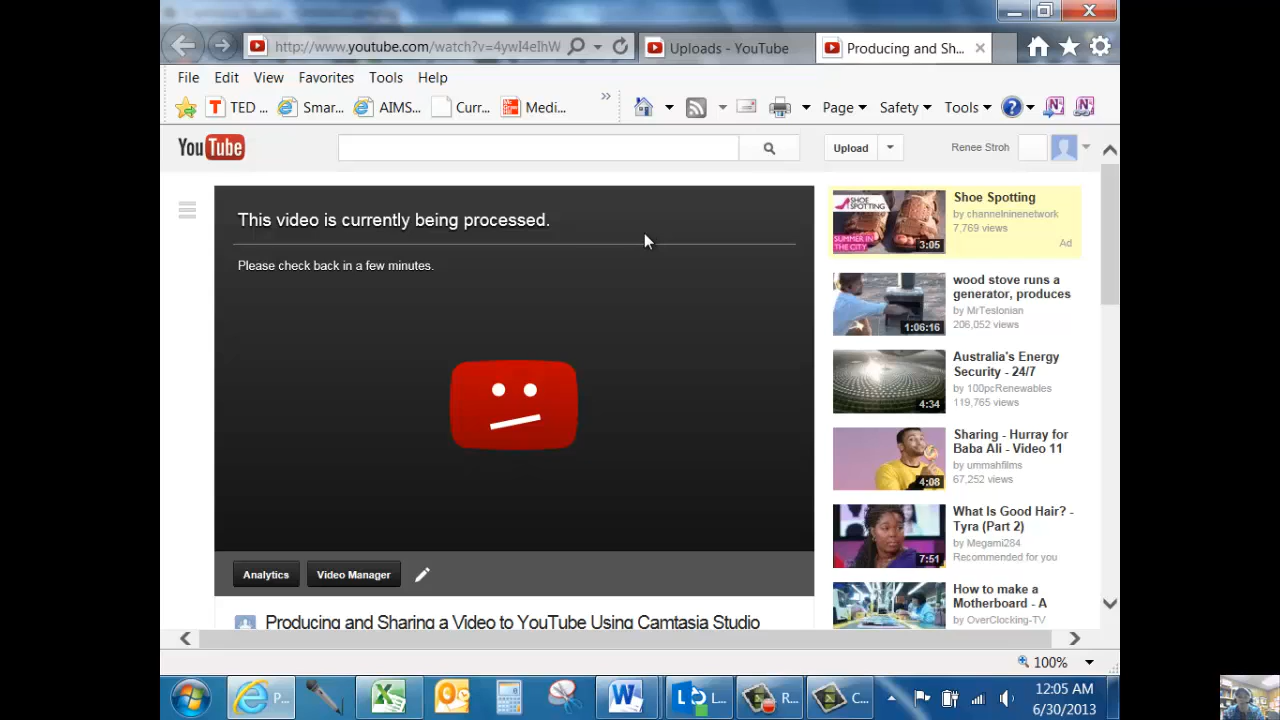 http://www.youtube.com/watch?v=4ywI4eIhW
Uploads - YouTube
Producing and Sh...
File Edit View Favorites Tools Help
TED ... Smar... AIMS... Curr... Medi... » Page Safety Tools
YouTube
Upload
Renee Stroh
This video is currently being processed.
Please check back in a few minutes.
Analytics
Video Manager
Producing and Sharing a Video to YouTube Using Camtasia Studio
SHOE SPOTTING
SUMMER IN THE CITY
3:05
Shoe Spotting
by channelninenetwork
7,769 views
Ad
1:06:16
wood stove runs a
generator, produces
by MrTeslonian
206,052 views
4:34
Australia's Energy
Security - 24/7
by 100pcRenewables
119,765 views
4:08
Sharing - Hurray for
Baba Ali - Video 11
by ummahfilms
67,252 views
7:51
What Is Good Hair? -
Tyra (Part 2)
by Megami284
Recommended for you
How to make a
Motherboard - A
by OverClocking-TV
100%
P... L... R... C...
12:05 AM
6/30/2013